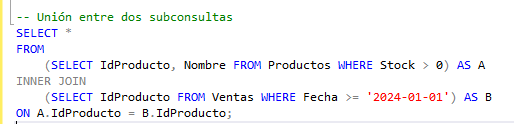 -- Unión entre dos subconsultas
SELECT *
FROM
    (SELECT IdProducto, Nombre FROM Productos WHERE Stock > 0) AS A
INNER JOIN
    (SELECT IdProducto FROM Ventas WHERE Fecha >= '2024-01-01') AS B
ON A.IdProducto = B.IdProducto;